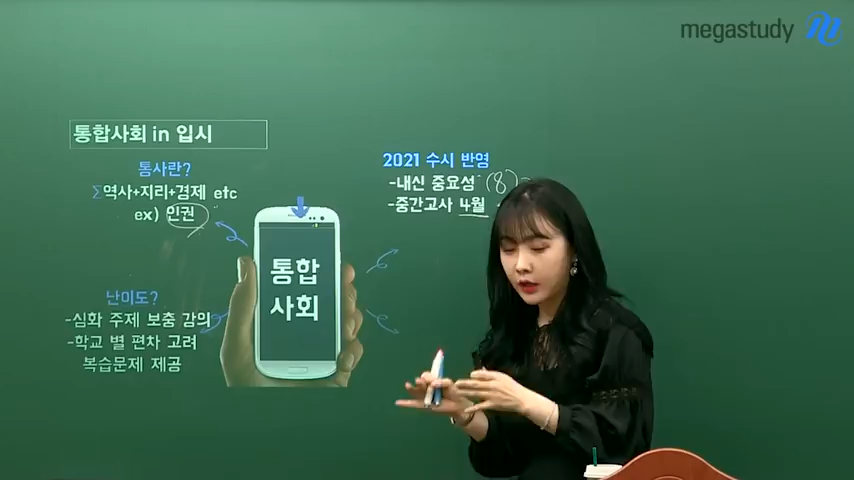 megastudy
통합사회 in 입시
통사란?
Σ역사+지리+경제 etc
ex) 인권
난이도?
-심화 주제 보충 강의
-학교 별 편차 고려
복습문제 제공
통합
사회
2021 수시 반영
-내신 중요성 (8)
-중간고사 4월